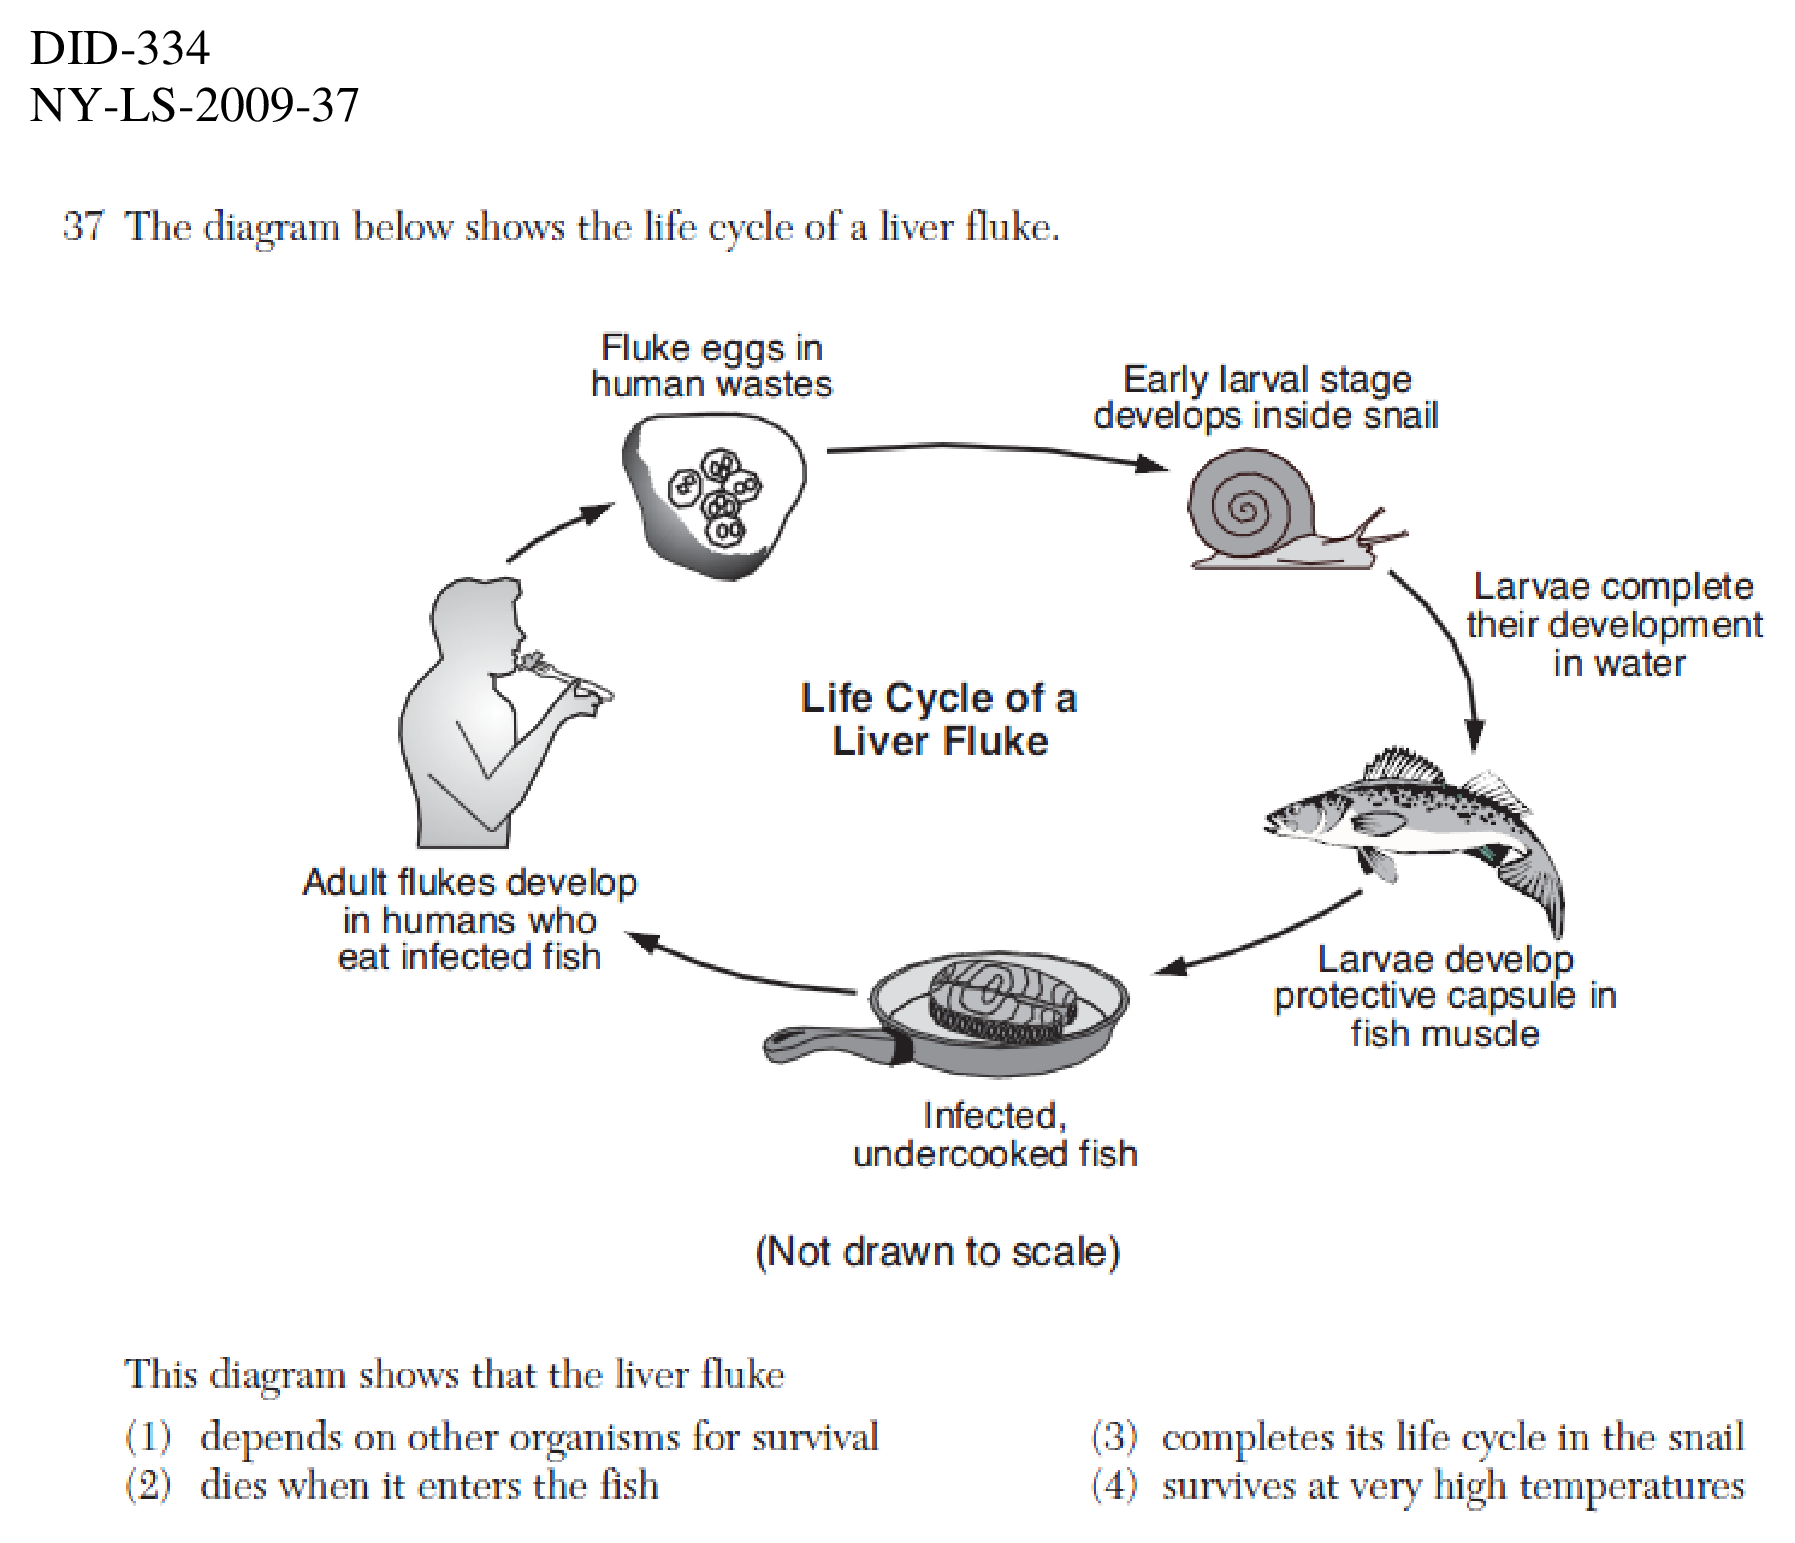 DID-334
NY-LS-2009-37
37 The diagram below shows the life cycle of a liver fluke.
Fluke eggs in
human wastes
Early larval stage
develops inside snail
Larvae complete
their development
in water
Life Cycle of a
Liver Fluke
Adult flukes develop
in humans who
eat infected fish
Larvae develop
protective capsule in
fish muscle
Infected,
undercooked fish
(Not drawn to scale)
This diagram shows that the liver fluke
(1) depends on other organisms for survival
(2) dies when it enters the fish
(3) completes its life cycle in the snail
(4) survives at very high temperatures